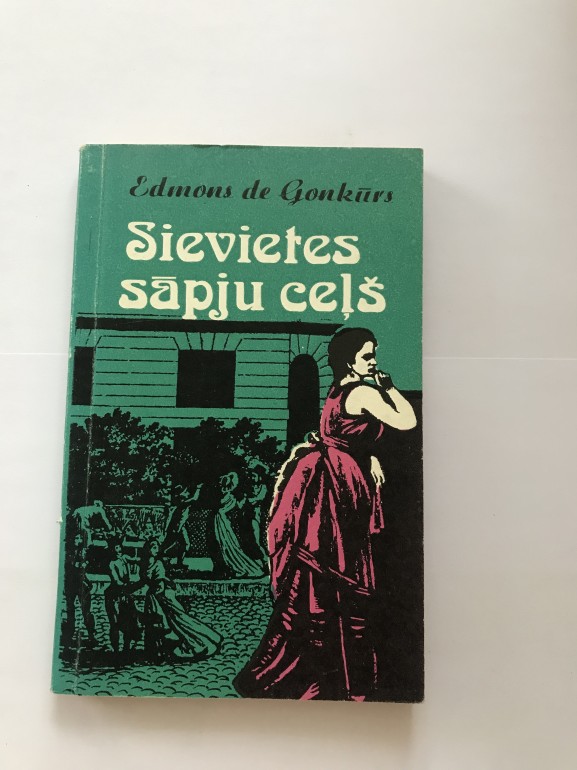 Edmons de Gonkūrs
Sievietes
sāpju ceļš